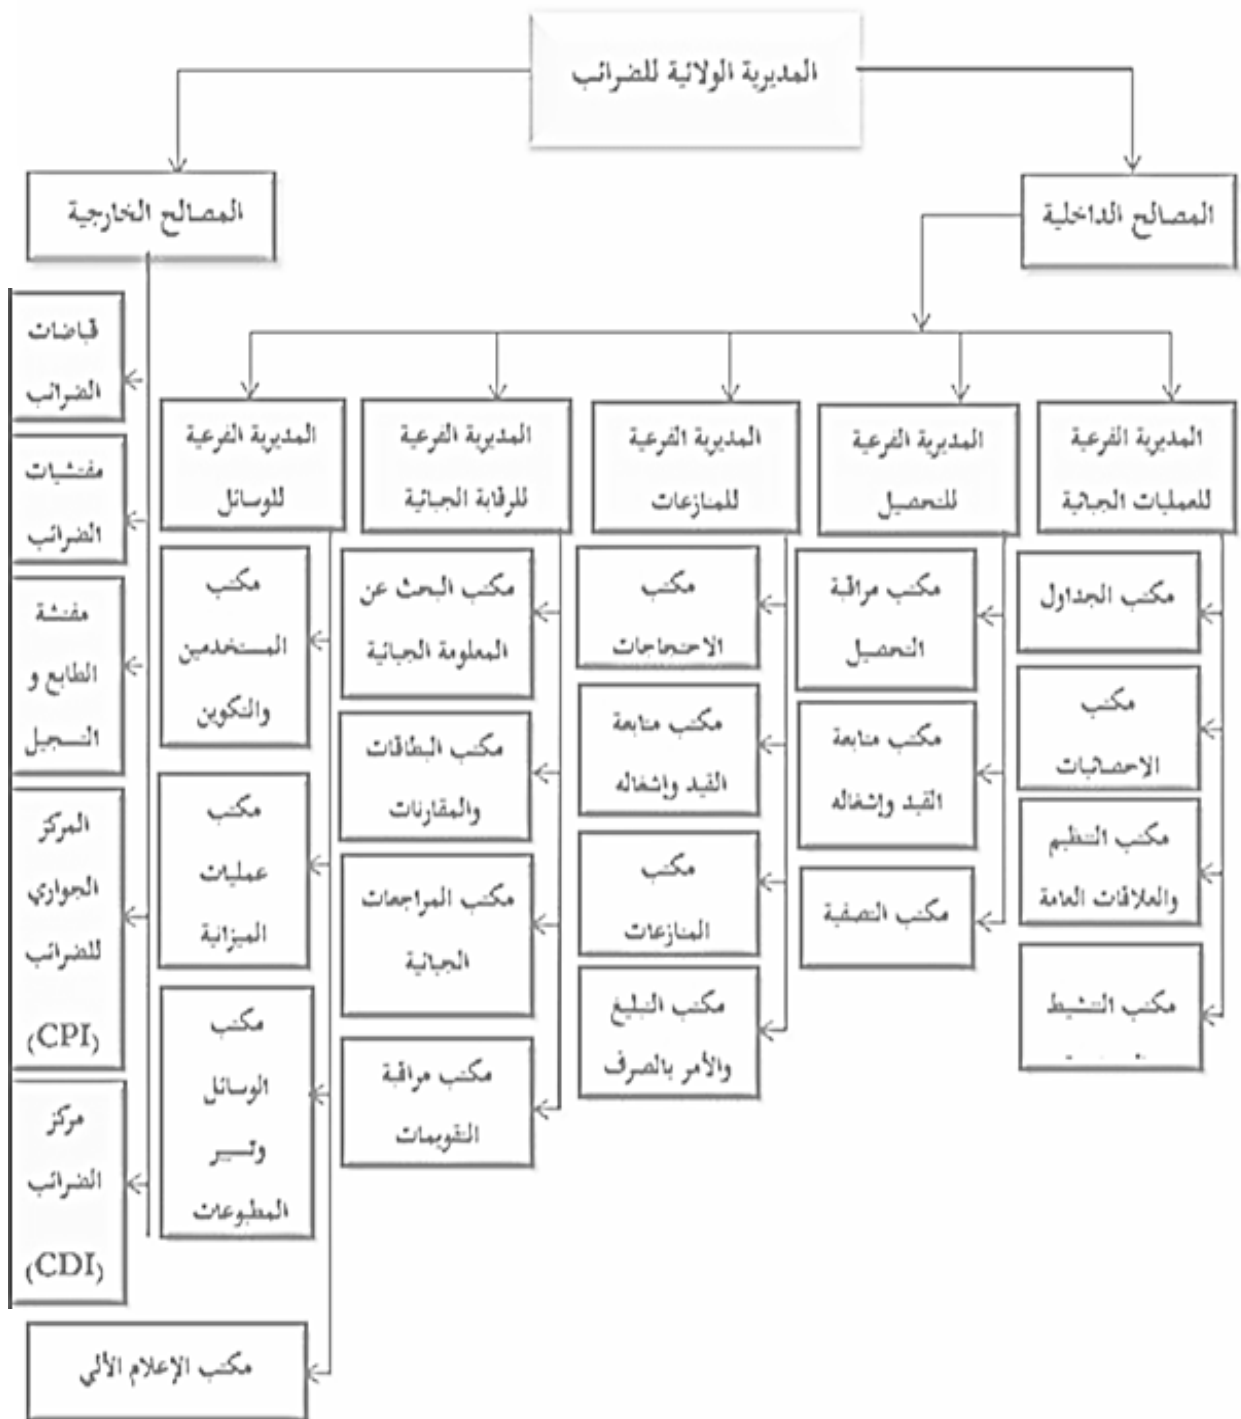 المديرية الولائية للضرائب
المصالح الداخلية
المصالح الخارجية
المديرية الفرعية
للعمليات الجبائية
مكتب الجداول
مكتب
الاحصائيات
مكتب التنظيم
والعلاقات العامة
مكتب التنشيط
المديرية الفرعية
للتحصيل
مكتب مراقبة
التحصيل
مكتب متابعة
القيد وإشغاله
مكتب التصفية
المديرية الفرعية
للمنازعات
مكتب
الاحتجاجات
مكتب متابعة
القيد وإشغاله
مكتب
المنازعات
مكتب التبليغ
والأمر بالصرف
المديرية الفرعية
للرقابة الجبائية
مكتب البحث عن
المعلومة الجبائية
مكتب البطاقات
والمقارنات
مكتب المراجعات
الجبائية
مكتب مراقبة
التقويمات
المديرية الفرعية
للوسائل
مكتب
المستخدمين
والتكوين
مكتب
عمليات
الميزانية
مكتب
الوسائل
وتسيير
المطبوعات
مكتب الإعلام الألي
قباضات
الضرائب
مفتشيات
الضرائب
مفتشة
الطابع و
التسجيل
المركز
الجواري
للضرائب
(CPI)
مركز
الضرائب
(CDI)